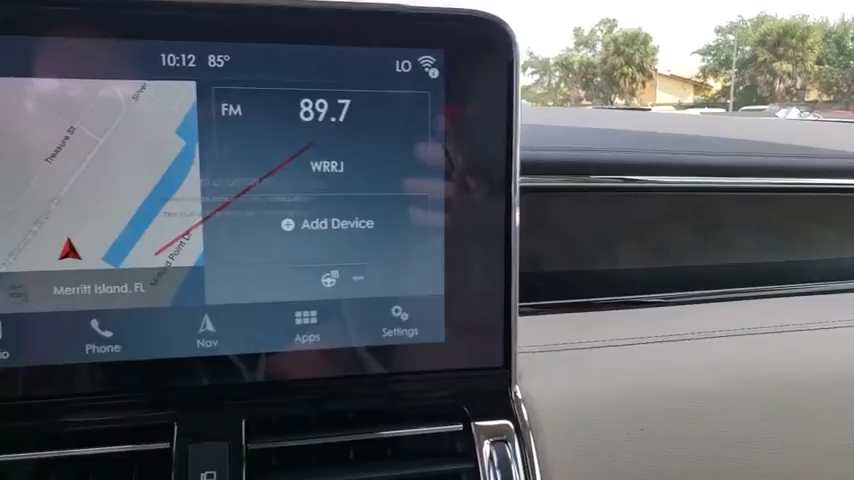 10:12 85°
LO
Silver
Treasure St
FM
89.7
WRRJ
Add Device
Merritt Island, FL
Phone
Nav
Apps
Settings